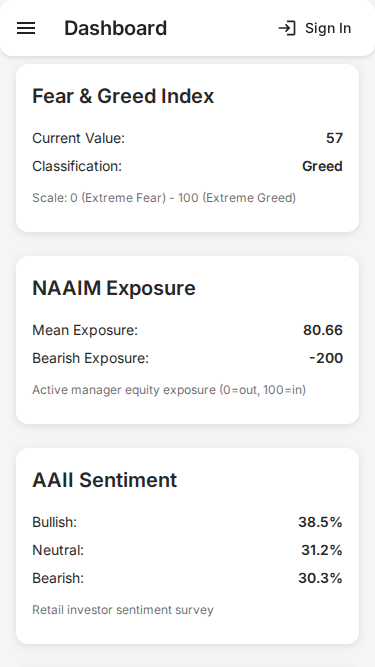 Dashboard
Sign In
Fear & Greed Index
Current Value: 57
Classification: Greed
Scale: 0 (Extreme Fear) - 100 (Extreme Greed)
NAAIM Exposure
Mean Exposure: 80.66
Bearish Exposure: -200
Active manager equity exposure (0=out, 100=in)
AAII Sentiment
Bullish: 38.5%
Neutral: 31.2%
Bearish: 30.3%
Retail investor sentiment survey